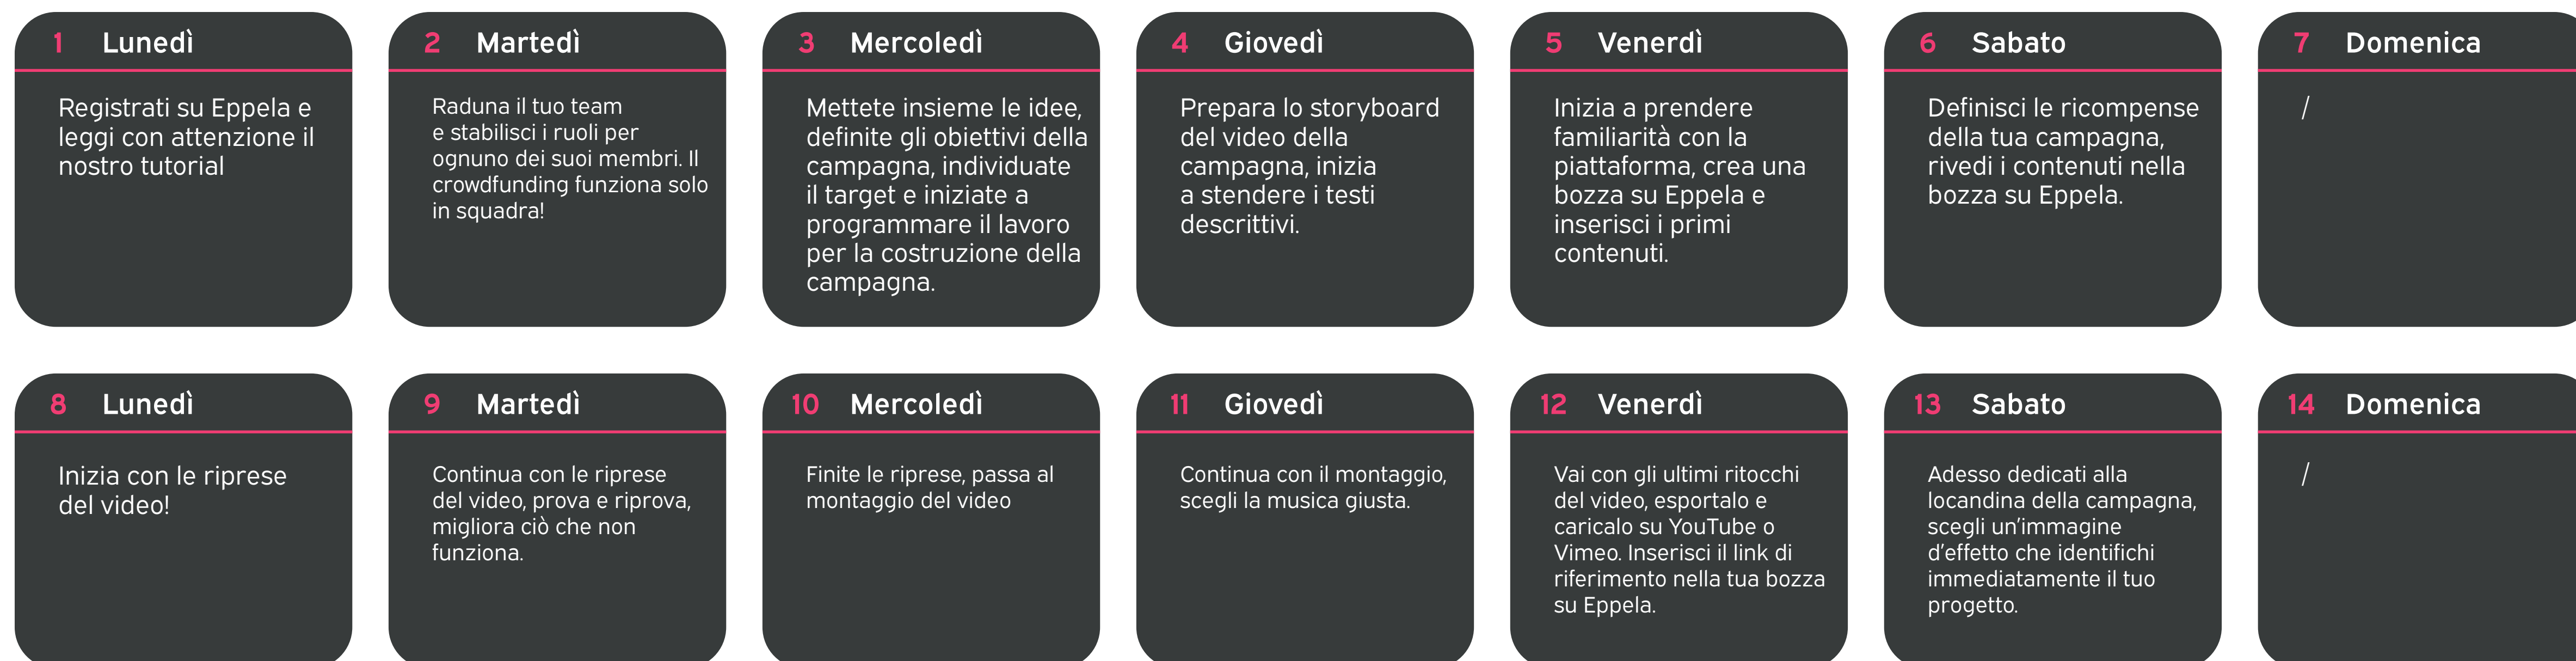 1 Lunedì
Registrati su Eppela e
leggi con attenzione il
nostro tutorial
2 Martedì
Raduna il tuo team
e stabilisci i ruoli per
ognuno dei suoi membri. Il
crowdfunding funziona solo
in squadra!
3 Mercoledì
Mettete insieme le idee,
definite gli obiettivi della
campagna, individuate
il target e iniziate a
programmare il lavoro
per la costruzione della
campagna.
4 Giovedì
Prepara lo storyboard
del video della
campagna, inizia
a stendere i testi
descrittivi.
5 Venerdì
Inizia a prendere
familiarità con la
piattaforma, crea una
bozza su Eppela e
inserisci i primi
contenuti.
6 Sabato
Definisci le ricompense
della tua campagna,
rivedi i contenuti nella
bozza su Eppela.
7 Domenica
/
8 Lunedì
Inizia con le riprese
del video!
9 Martedì
Continua con le riprese
del video, prova e riprova,
migliora ciò che non
funziona.
10 Mercoledì
Finite le riprese, passa al
montaggio del video
11 Giovedì
Continua con il montaggio,
scegli la musica giusta.
12 Venerdì
Vai con gli ultimi ritocchi
del video, esportalo e
caricalo su YouTube o
Vimeo. Inserisci il link di
riferimento nella tua bozza
su Eppela.
13 Sabato
Adesso dedicati alla
locandina della campagna,
scegli un’immagine
d’effetto che identifichi
immediatamente il tuo
progetto.
14 Domenica
/